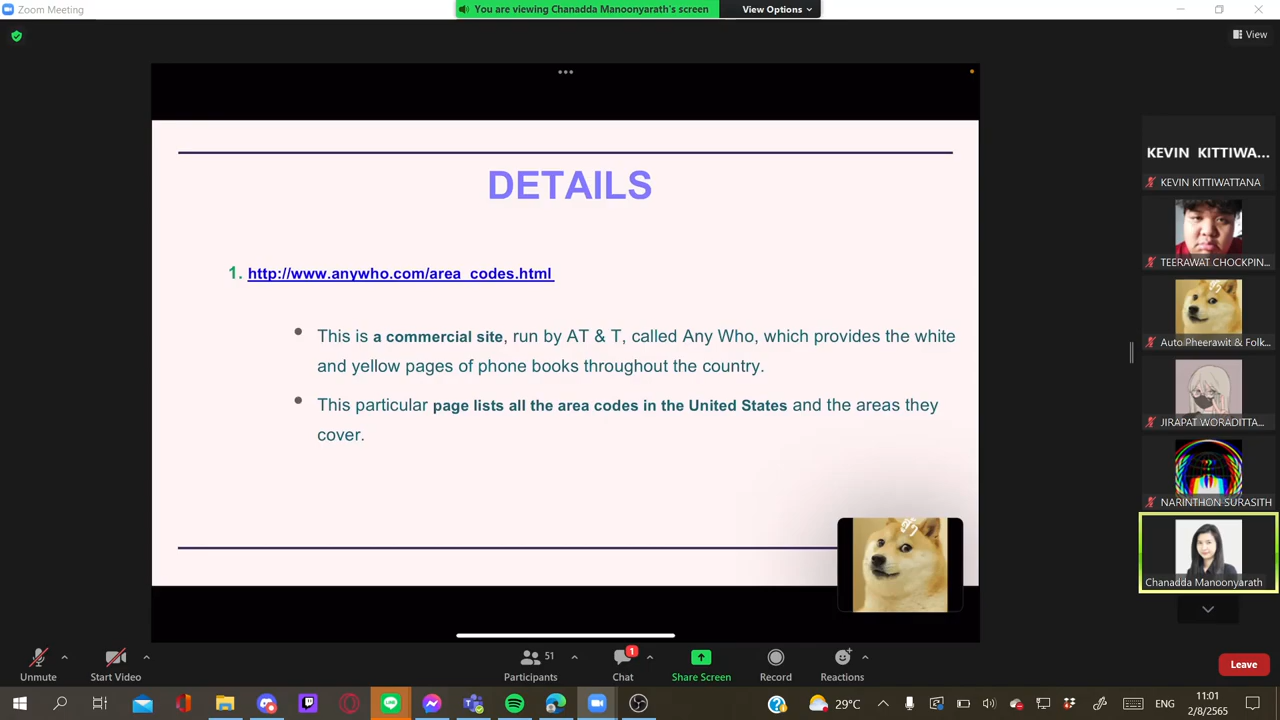 Zoom Meeting
You are viewing Chanadda Manoonyarath's screen
View Options
View
DETAILS
1. http://www.anywho.com/area_codes.html
This is a commercial site, run by AT & T, called Any Who, which provides the white
and yellow pages of phone books throughout the country.
This particular page lists all the area codes in the United States and the areas they
cover.
KEVIN KITTIWA...
KEVIN KITTIWATTANA
TEERAWAT CHOCKPIN...
Auto Pheerawit & Folk...
JIRAPAT WORADITTA...
NARINTHON SURASITH
Chanadda Manoonyarath
Unmute
Start Video
51
Participants
1
Chat
Share Screen
Record
Reactions
Leave
29°C
ENG
11:01
2/8/2565